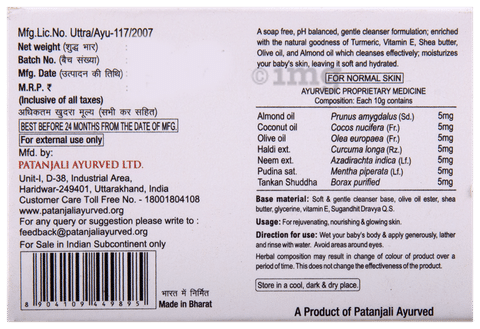 Mfg.Lic.No. Uttra/Ayu-117/2007
Net weight (शुद्ध भार) :
Batch No. (बैच संख्या) :
Mfg. Date (उत्पादन की तिथि) :
M.R.P. ₹
(Inclusive of all taxes)
अधिकतम खुदरा मूल्य (सभी कर सहित)
BEST BEFORE 24 MONTHS FROM THE DATE OF MFG.
For external use only
Mfd. by:
PATANJALI AYURVED LTD.
Unit-I, D-38, Industrial Area,
Haridwar-249401, Uttarakhand, India
Customer Care Toll Free No. - 18001804108
www.patanjaliayurved.org
For any query or suggestion please write to :
feedback@patanjaliayurved.org
For Sale in Indian Subcontinent only
8 904109 449895
भारत में निर्मित
Made in Bharat
A soap free, pH balanced, gentle cleanser formulation; enriched
with the natural goodness of Turmeric, Vitamin E, Shea butter,
Olive oil, and Almond oil which cleanses effectively; moisturizes
your baby's skin, leaving it soft and hydrated.
FOR NORMAL SKIN
AYURVEDIC PROPRIETARY MEDICINE
Composition: Each 10g contains
Almond oil Prunus amygdalus (Sd.) 5mg
Coconut oil Cocos nucifera (Fr.) 5mg
Olive oil Olea europaea (Fr.) 5mg
Haldi ext. Curcuma longa (Rz.) 5mg
Neem ext. Azadirachta indica (Lf.) 5mg
Pudina sat. Mentha piperata (Lf.) 5mg
Tankan Shuddha Borax purified 5mg
Base material: Soft & gentle cleanser base, olive oil ester, shea
butter, glycerine, vitamin E, Sugandhit Dravya Q.S.
Usage: For rejuvenating, nourishing & glowing skin.
Direction for use: Wet your baby's body & apply generously, lather
and rinse with water. Avoid areas around eyes.
Herbal composition may result in change of colour of product over a
period of time. This does not change the effectiveness of the product.
Store in a cool, dark & dry place.
A Product of Patanjali Ayurved